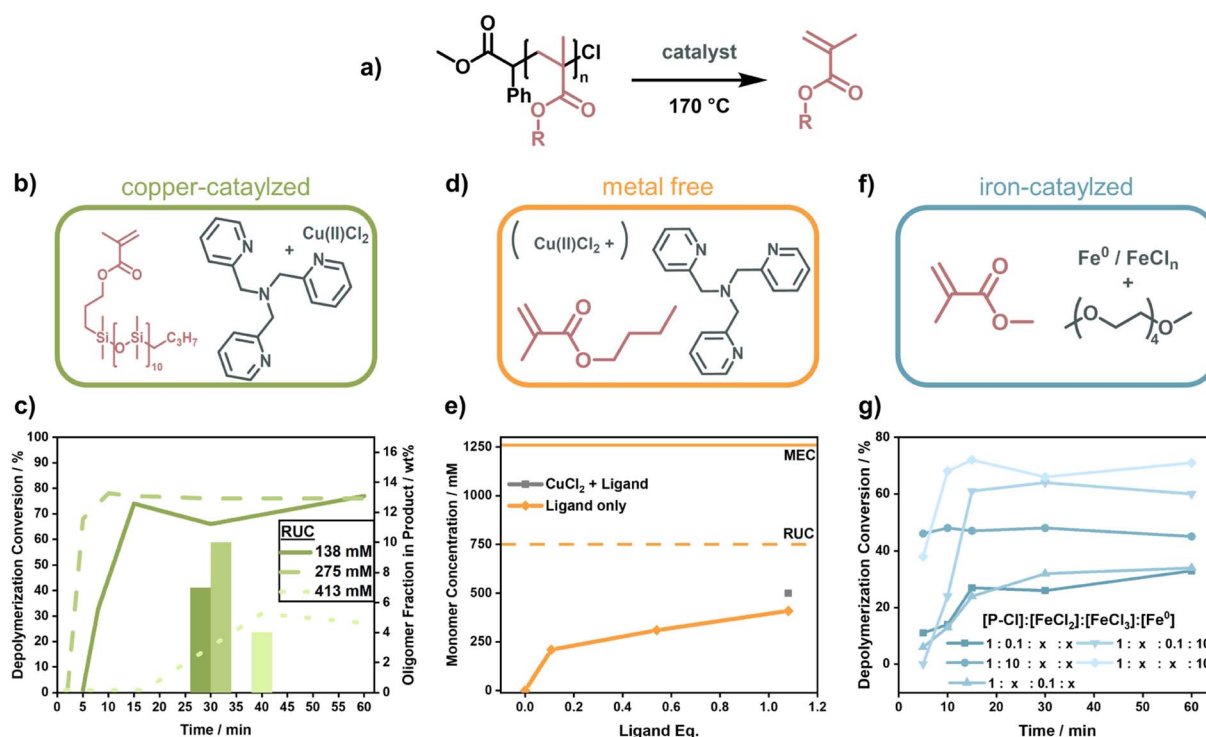 a)
O
O
Ph
Cl
n
O
O
R
catalyst
170 °C
O
O
R
b)
copper-cataylzed
d)
metal free
f)
iron-cataylzed
O
O
Si
O
Si
10
C3H7
N
N
N
N
+ Cu(II)Cl2
( Cu(II)Cl2 + )
O
O
N
N
N
N
O
O
Fe0 / FeCln
+
O
4
O
c)
Depolymerization Conversion / %
100
90
80
70
60
50
40
30
20
10
0
0 5 10 15 20 25 30 35 40 45 50 55 60
Time / min
16
14
12
10
8
6
4
2
0
Oligomer Fraction in Product / wt%
RUC
138 mM
275 mM
413 mM
e)
Monomer Concentration / mM
1250
1000
750
500
250
0
0.0 0.2 0.4 0.6 0.8 1.0 1.2
Ligand Eq.
MEC
CuCl2 + Ligand
Ligand only
RUC
g)
Depolymerization Conversion / %
80
60
40
20
0
0 10 20 30 40 50 60
Time / min
[P-Cl]:[FeCl2]:[FeCl3]:[Fe0]
1 : 0.1 : x : x
1 : x : 0.1 : 10
1 : 10 : x : x
1 : x : x : 10
1 : x : 0.1 : x